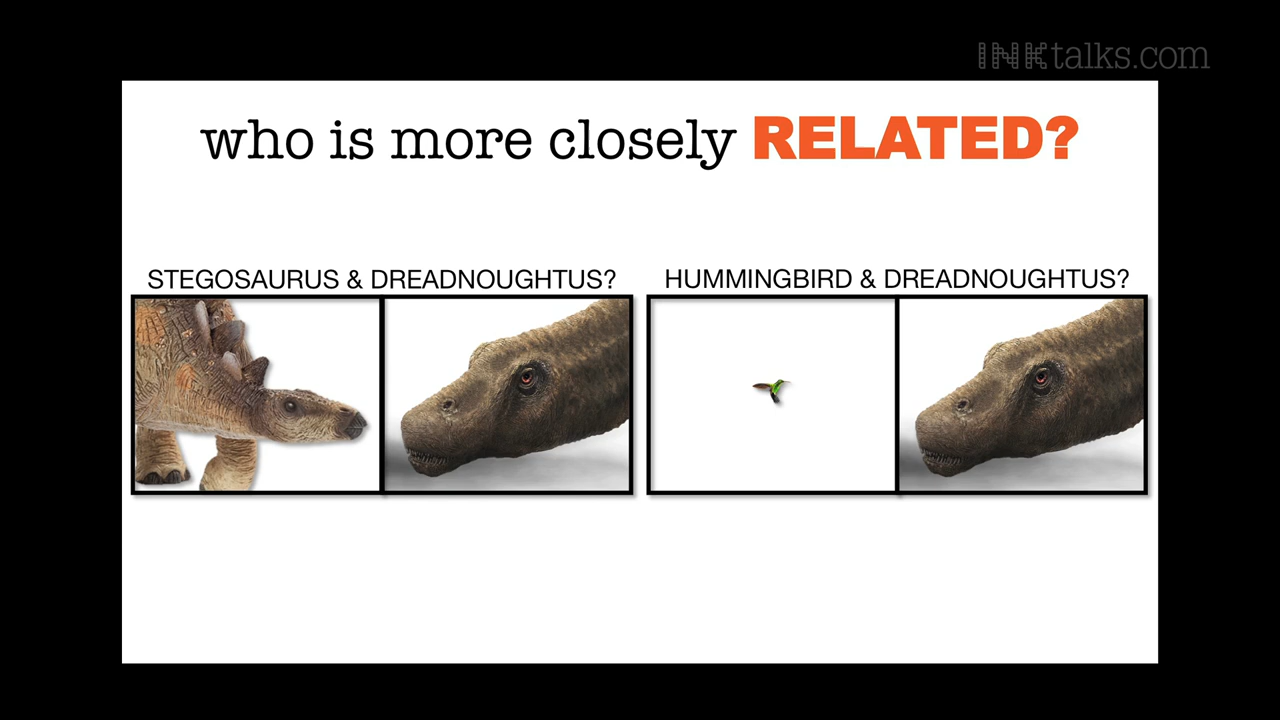 INKtalks.com
who is more closely RELATED?
STEGOSAURUS & DREADNOUGHTUS?
HUMMINGBIRD & DREADNOUGHTUS?